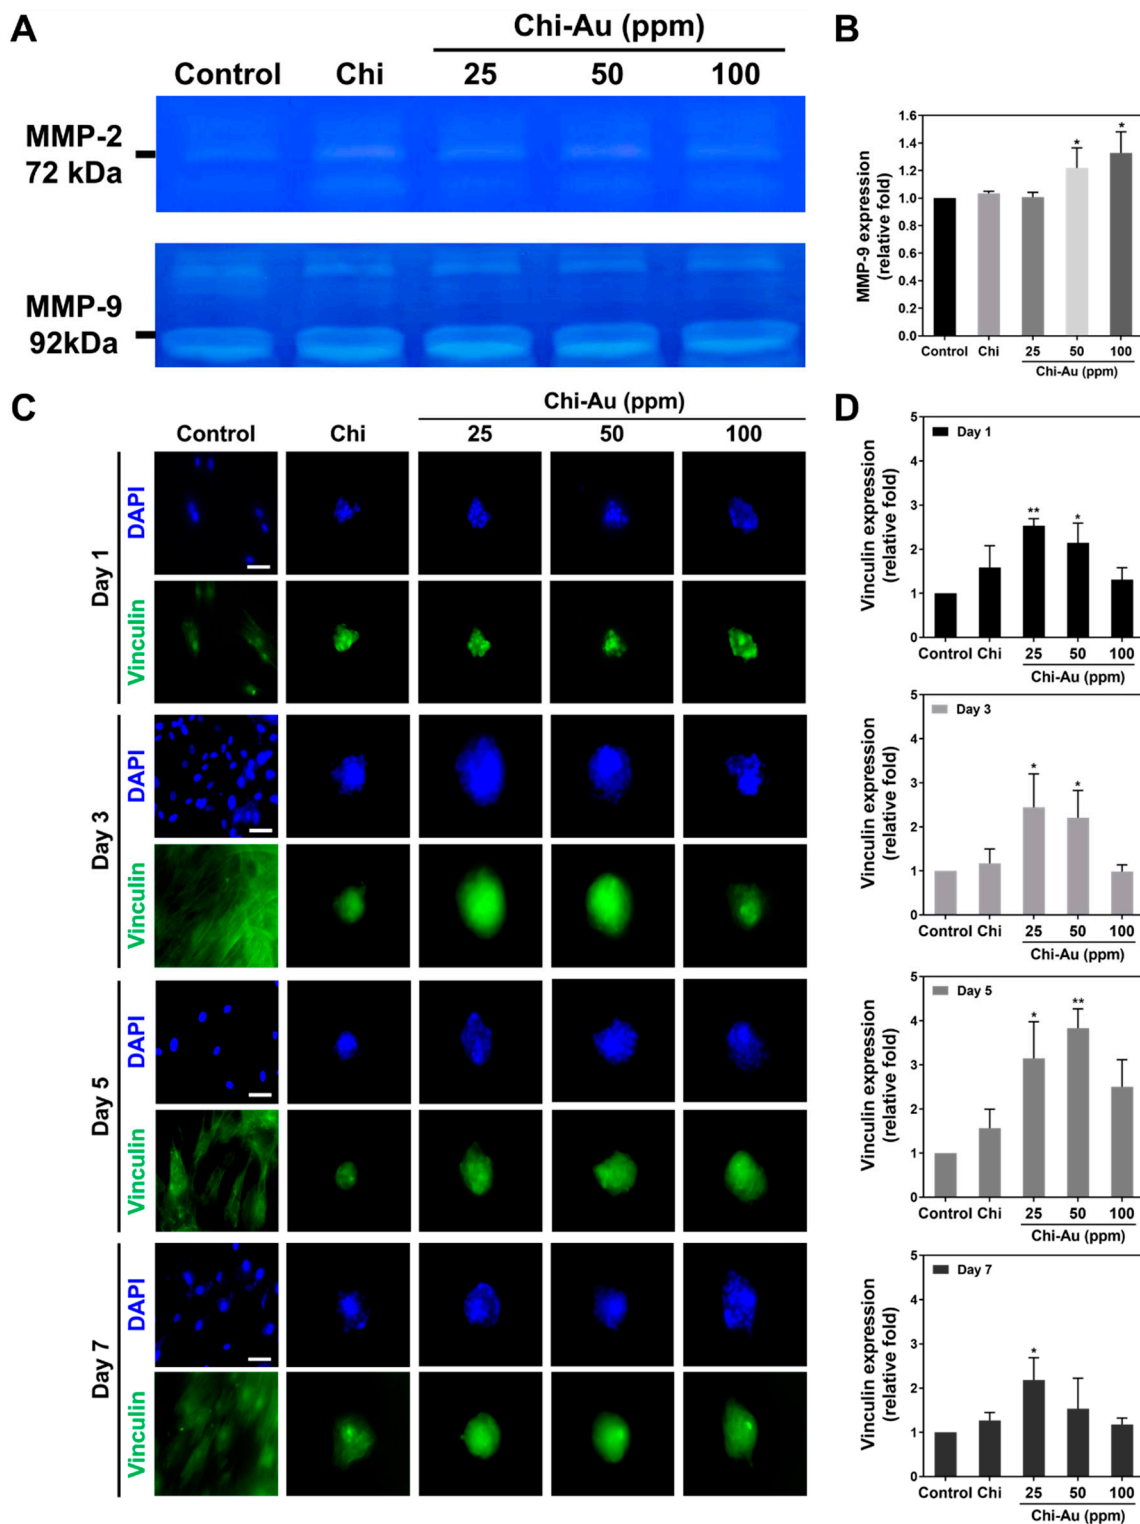 A
Chi-Au (ppm)
Control Chi 25 50 100
MMP-2
72 kDa
MMP-9
92kDa
B
MMP-9 expression
(relative fold)
1.6
1.4
1.2
1.0
0.8
0.6
0.4
0.2
0.0
*
*
Control Chi 25 50 100
Chi-Au (ppm)
C
Chi-Au (ppm)
Control Chi 25 50 100
Day 1
DAPI
Vinculin
Day 3
DAPI
Vinculin
Day 5
DAPI
Vinculin
Day 7
DAPI
Vinculin
D
Vinculin expression
(relative fold)
5
4
3
2
1
0
Day 1
**
*
Control Chi 25 50 100
Chi-Au (ppm)
Vinculin expression
(relative fold)
5
4
3
2
1
0
Day 3
*
*
Control Chi 25 50 100
Chi-Au (ppm)
Vinculin expression
(relative fold)
5
4
3
2
1
0
Day 5
*
**
Control Chi 25 50 100
Chi-Au (ppm)
Vinculin expression
(relative fold)
5
4
3
2
1
0
Day 7
*
Control Chi 25 50 100
Chi-Au (ppm)